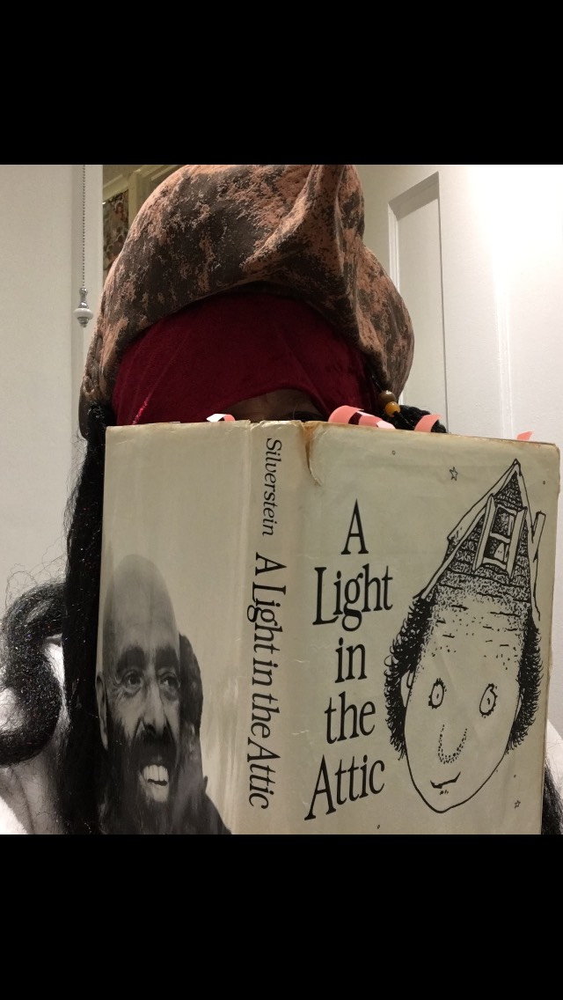 Silverstein A Light in the Attic
A
Light
in
the
Attic